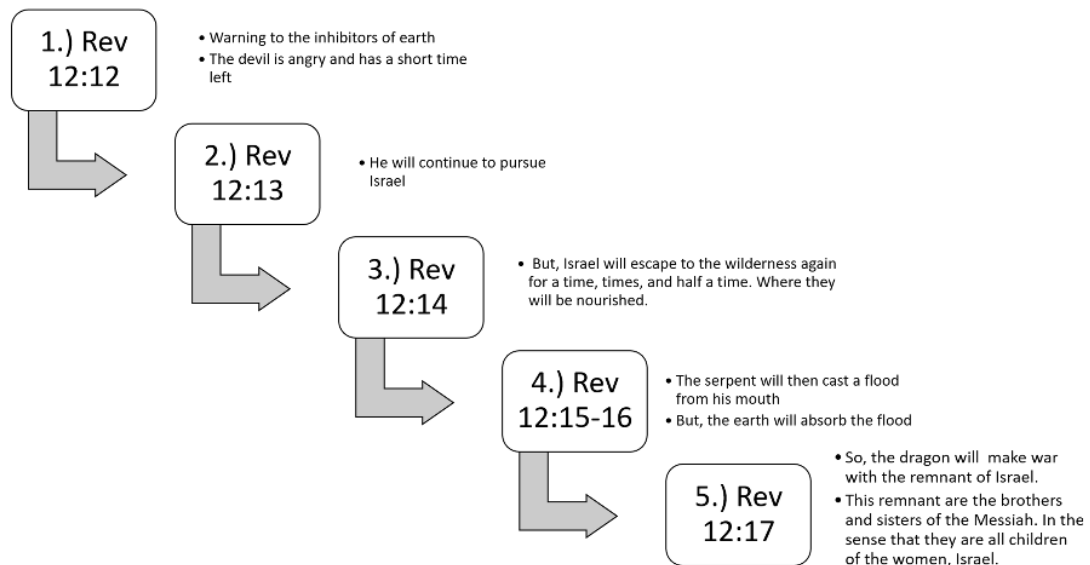 1.) Rev
12:12
• Warning to the inhibitors of earth
• The devil is angry and has a short time
left
2.) Rev
12:13
• He will continue to pursue
Israel
3.) Rev
12:14
• But, Israel will escape to the wilderness again
for a time, times, and half a time. Where they
will be nourished.
4.) Rev
12:15-16
• The serpent will then cast a flood
from his mouth
• But, the earth will absorb the flood
5.) Rev
12:17
• So, the dragon will make war
with the remnant of Israel.
• This remnant are the brothers
and sisters of the Messiah. In the
sense that they are all children
of the women, Israel.